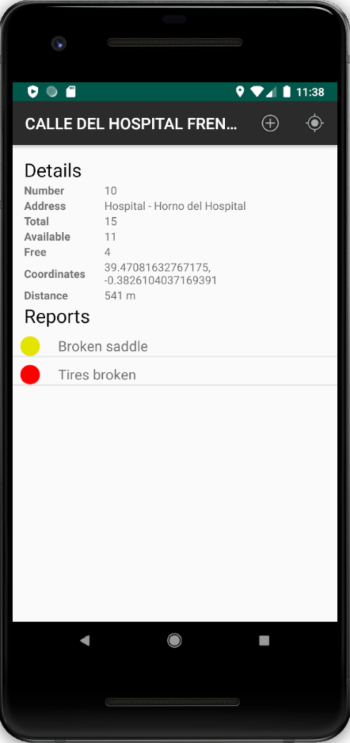 11:38
CALLE DEL HOSPITAL FREN...
Details
Number 10
Address Hospital - Horno del Hospital
Total 15
Available 11
Free 4
Coordinates 39.47081632767175,
-0.3826104037169391
Distance 541 m
Reports
Broken saddle
Tires broken